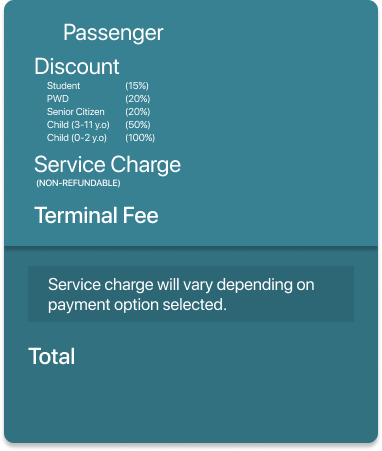 Passenger
Discount
Student (15%)
PWD (20%)
Senior Citizen (20%)
Child (3-11 y.o) (50%)
Child (0-2 y.o) (100%)
Service Charge
(NON-REFUNDABLE)
Terminal Fee
Service charge will vary depending on
payment option selected.
Total